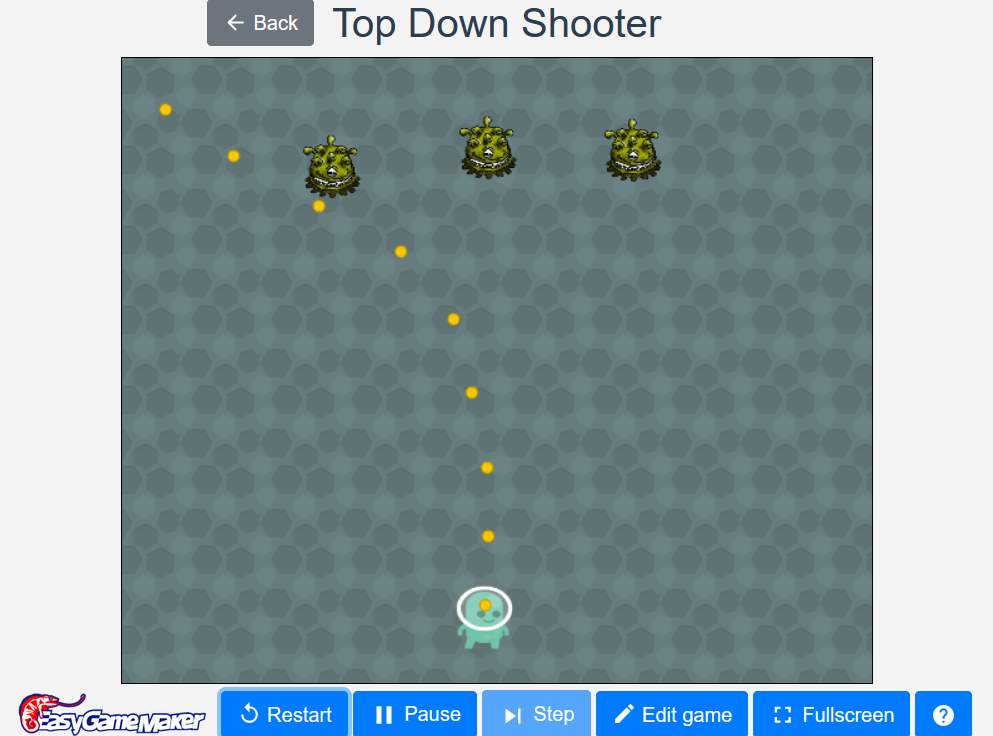 Back
Top Down Shooter
EasyGameMaker
Restart
Pause
Step
Edit game
Fullscreen
?